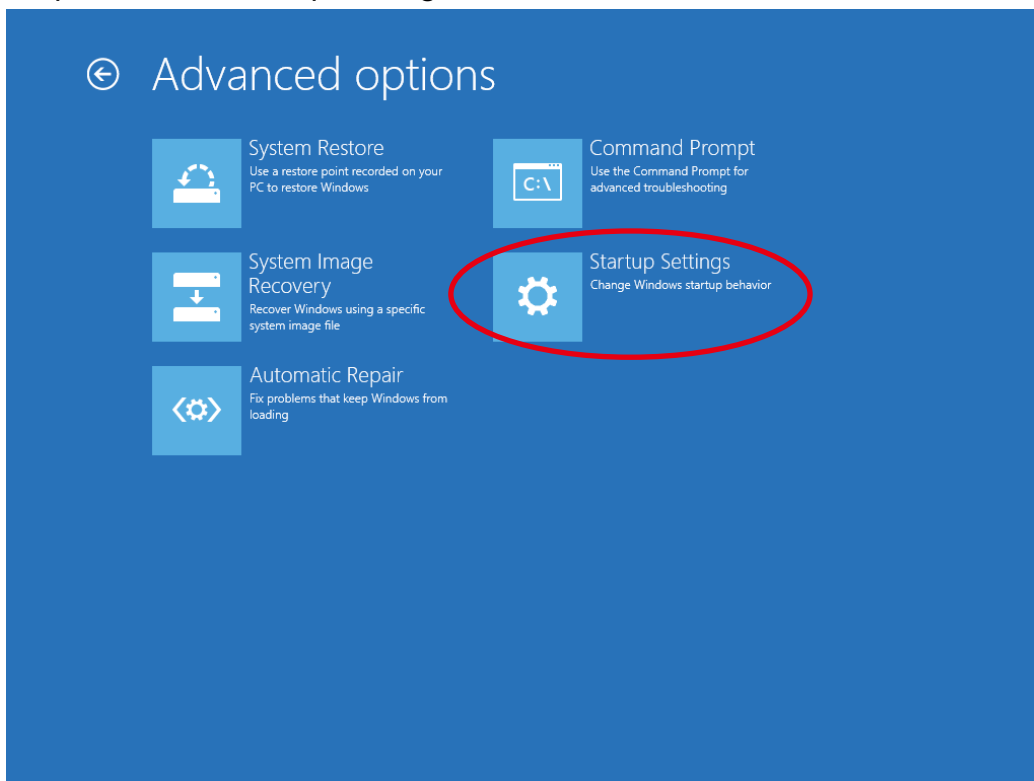 Advanced options
System Restore
Use a restore point recorded on your
PC to restore Windows
Command Prompt
C:\
Use the Command Prompt for
advanced troubleshooting
System Image
Recovery
Recover Windows using a specific
system image file
Startup Settings
Change Windows startup behavior
Automatic Repair
Fix problems that keep Windows from
loading